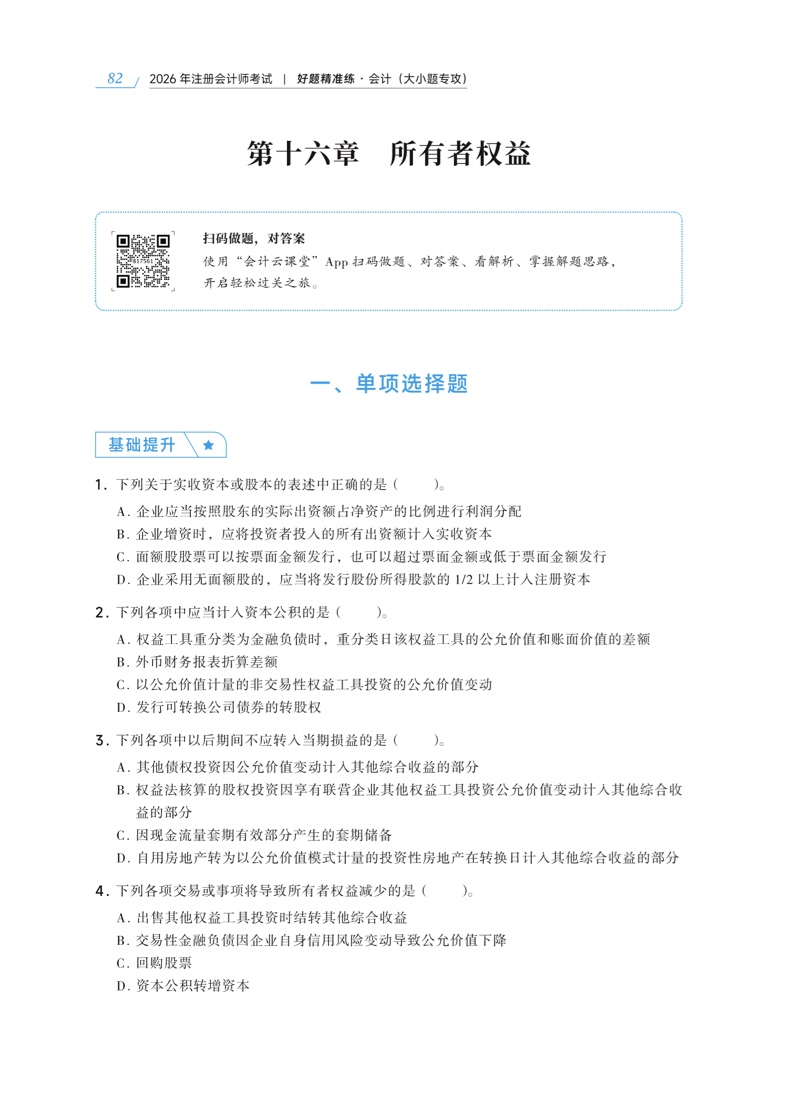 82
2026 年注册会计师考试 | 好题精准练·会计（大小题专攻）
第十六章 所有者权益
扫码做题，对答案
使用“会计云课堂”App 扫码做题、对答案、看解析、掌握解题思路，
开启轻松过关之旅。
817561
一、单项选择题
基础提升 ★
1. 下列关于实收资本或股本的表述中正确的是（  ）。
A. 企业应当按照股东的实际出资额占净资产的比例进行利润分配
B. 企业增资时，应将投资者投入的所有出资额计入实收资本
C. 面额股股票可以按票面金额发行，也可以超过票面金额或低于票面金额发行
D. 企业采用无面额股的，应当将发行股份所得股款的 1/2 以上计入注册资本
2. 下列各项中应当计入资本公积的是（  ）。
A. 权益工具重分类为金融负债时，重分类日该权益工具的公允价值和账面价值的差额
B. 外币财务报表折算差额
C. 以公允价值计量的非交易性权益工具投资的公允价值变动
D. 发行可转换公司债券的转股权
3. 下列各项中以后期间不应转入当期损益的是（  ）。
A. 其他债权投资因公允价值变动计入其他综合收益的部分
B. 权益法核算的股权投资因享有联营企业其他权益工具投资公允价值变动计入其他综合收
益的部分
C. 因现金流量套期有效部分产生的套期储备
D. 自用房地产转为以公允价值模式计量的投资性房地产在转换日计入其他综合收益的部分
4. 下列各项交易或事项将导致所有者权益减少的是（  ）。
A. 出售其他权益工具投资时结转其他综合收益
B. 交易性金融负债因企业自身信用风险变动导致公允价值下降
C. 回购股票
D. 资本公积转增资本